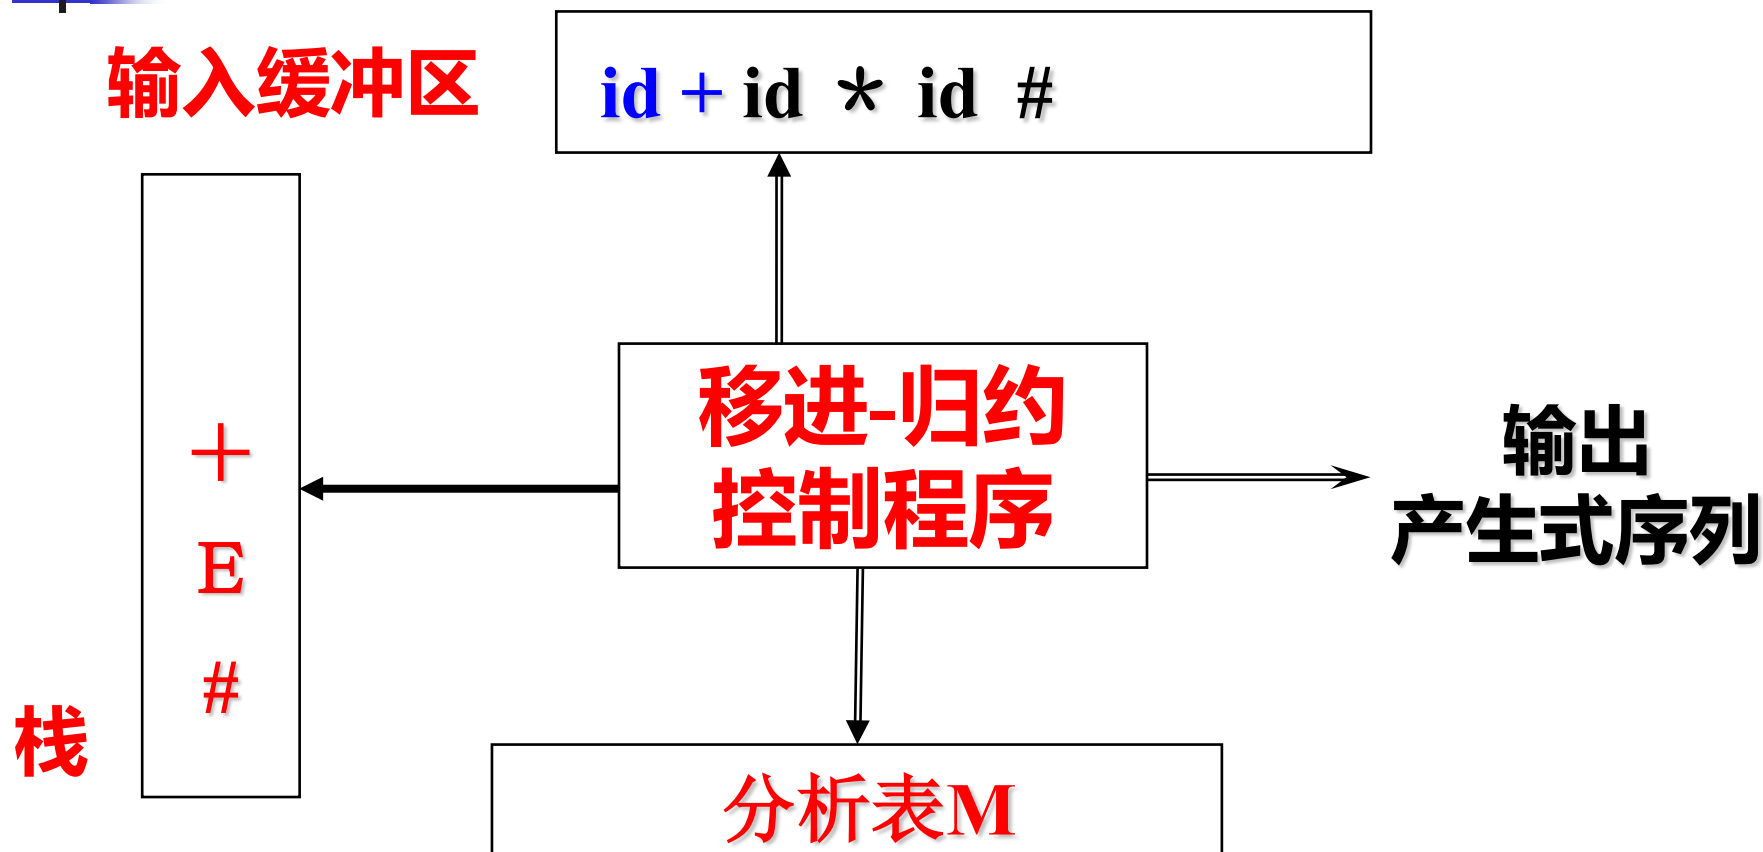 输入缓冲区
id + id * id #
+
E
#
栈
移进-归约
控制程序
输出
产生式序列
分析表M